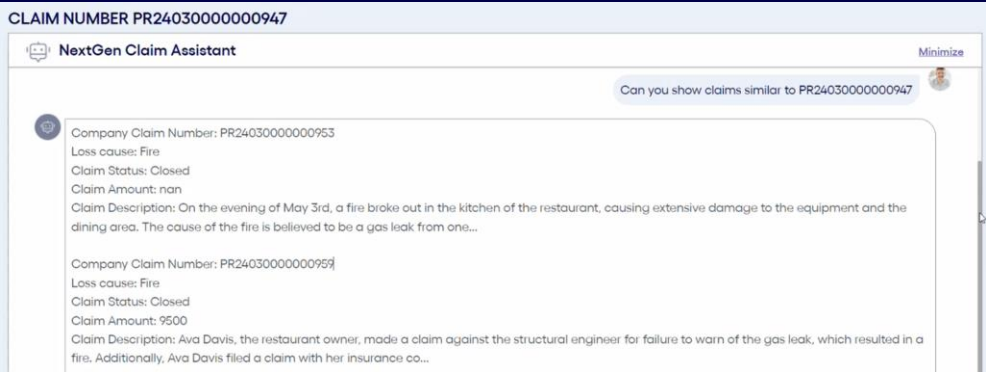 CLAIM NUMBER PR24030000000947
NextGen Claim Assistant
Minimize
Can you show claims similar to PR24030000000947
Company Claim Number: PR24030000000953
Loss cause: Fire
Claim Status: Closed
Claim Amount: nan
Claim Description: On the evening of May 3rd, a fire broke out in the kitchen of the restaurant, causing extensive damage to the equipment and the
dining area. The cause of the fire is believed to be a gas leak from one...
Company Claim Number: PR24030000000959
Loss cause: Fire
Claim Status: Closed
Claim Amount: 9500
Claim Description: Ava Davis, the restaurant owner, made a claim against the structural engineer for failure to warn of the gas leak, which resulted in a
fire. Additionally, Ava Davis filed a claim with her insurance co...